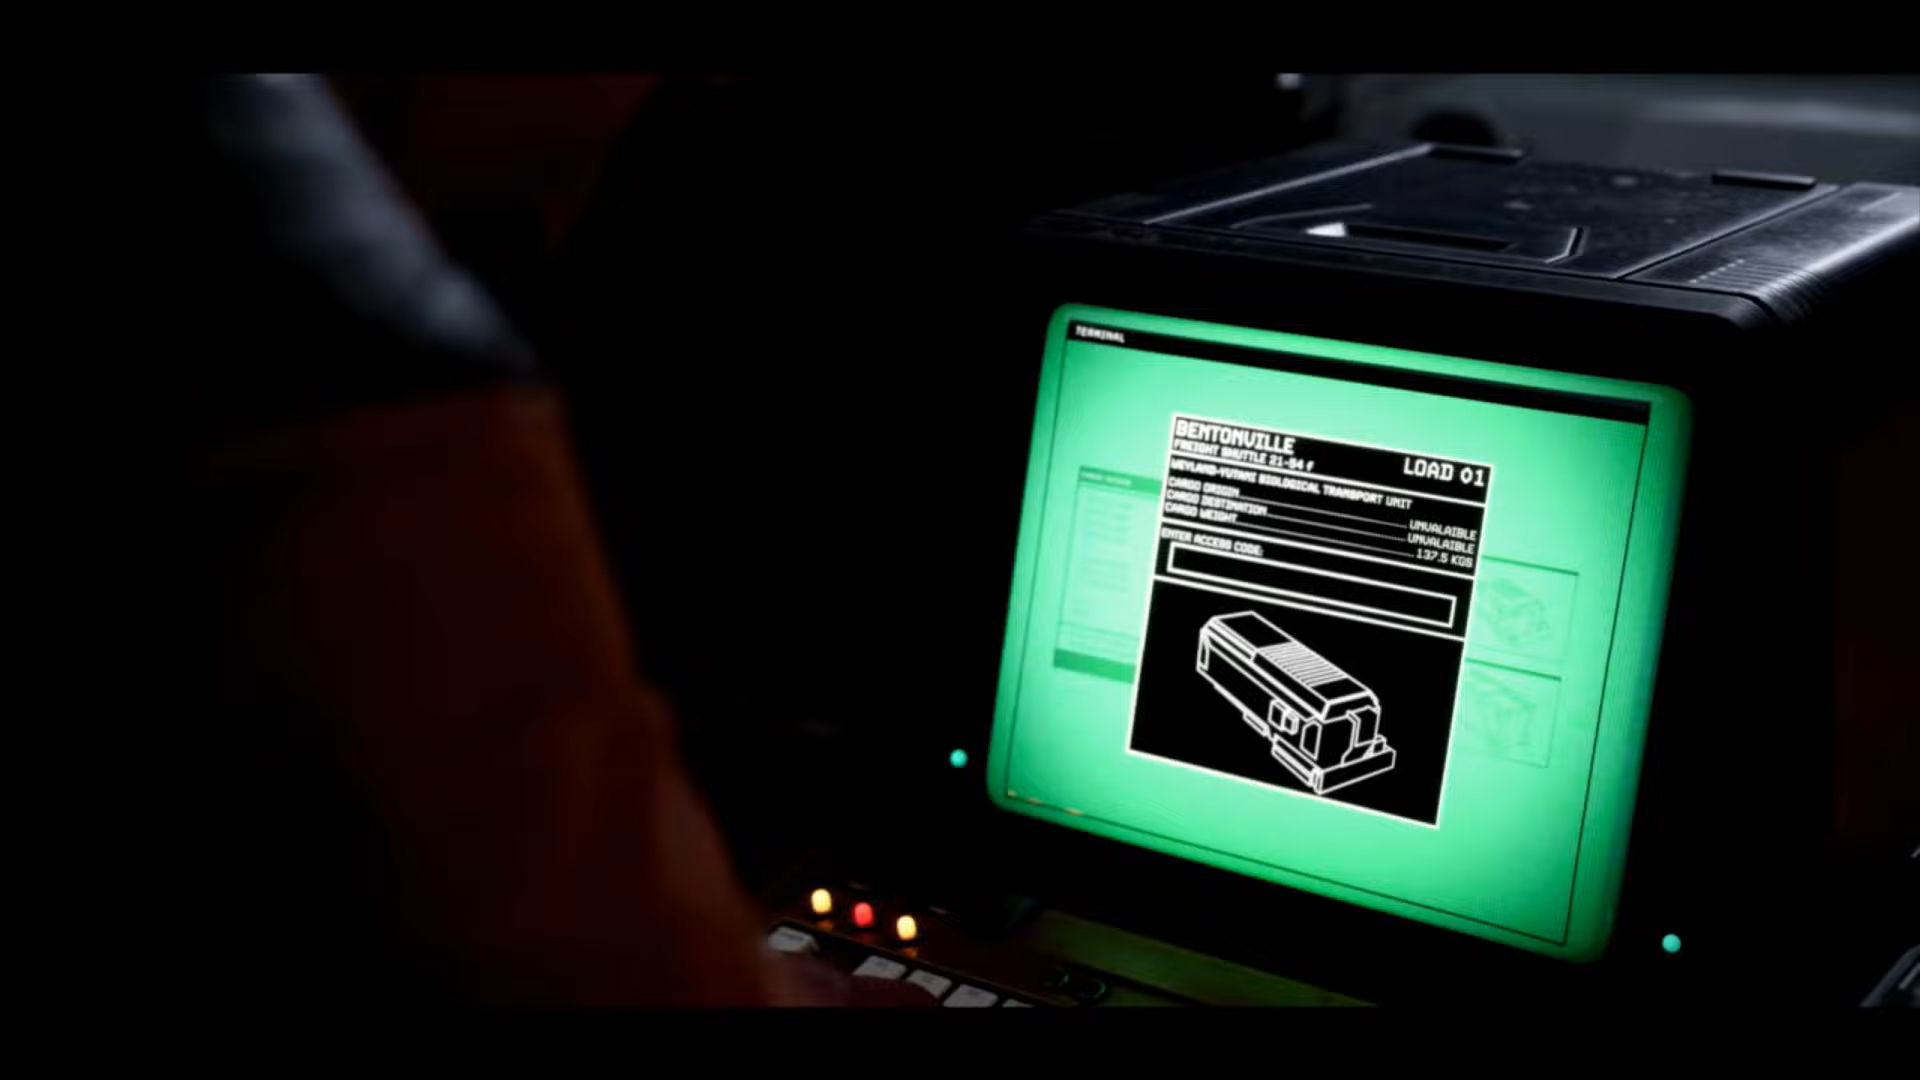 TERMINAL
BENTONVILLE
FREIGHT SHUTTLE 21-54 f
LOAD 01
WEYLAND-YUTANI BIOLOGICAL TRANSPORT UNIT
CARGO ORIGIN UNVALAIBLE
CARGO DESTINATION UNVALAIBLE
CARGO WEIGHT 137.5 KGS
ENTER ACCESS CODE: